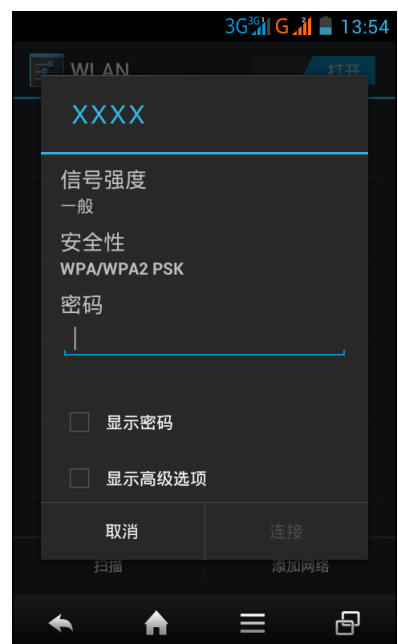 3G 3G G 13:54
WLAN 打开
XXXX
信号强度
一般
安全性
WPA/WPA2 PSK
密码
显示密码
显示高级选项
取消 连接
扫描 添加网络